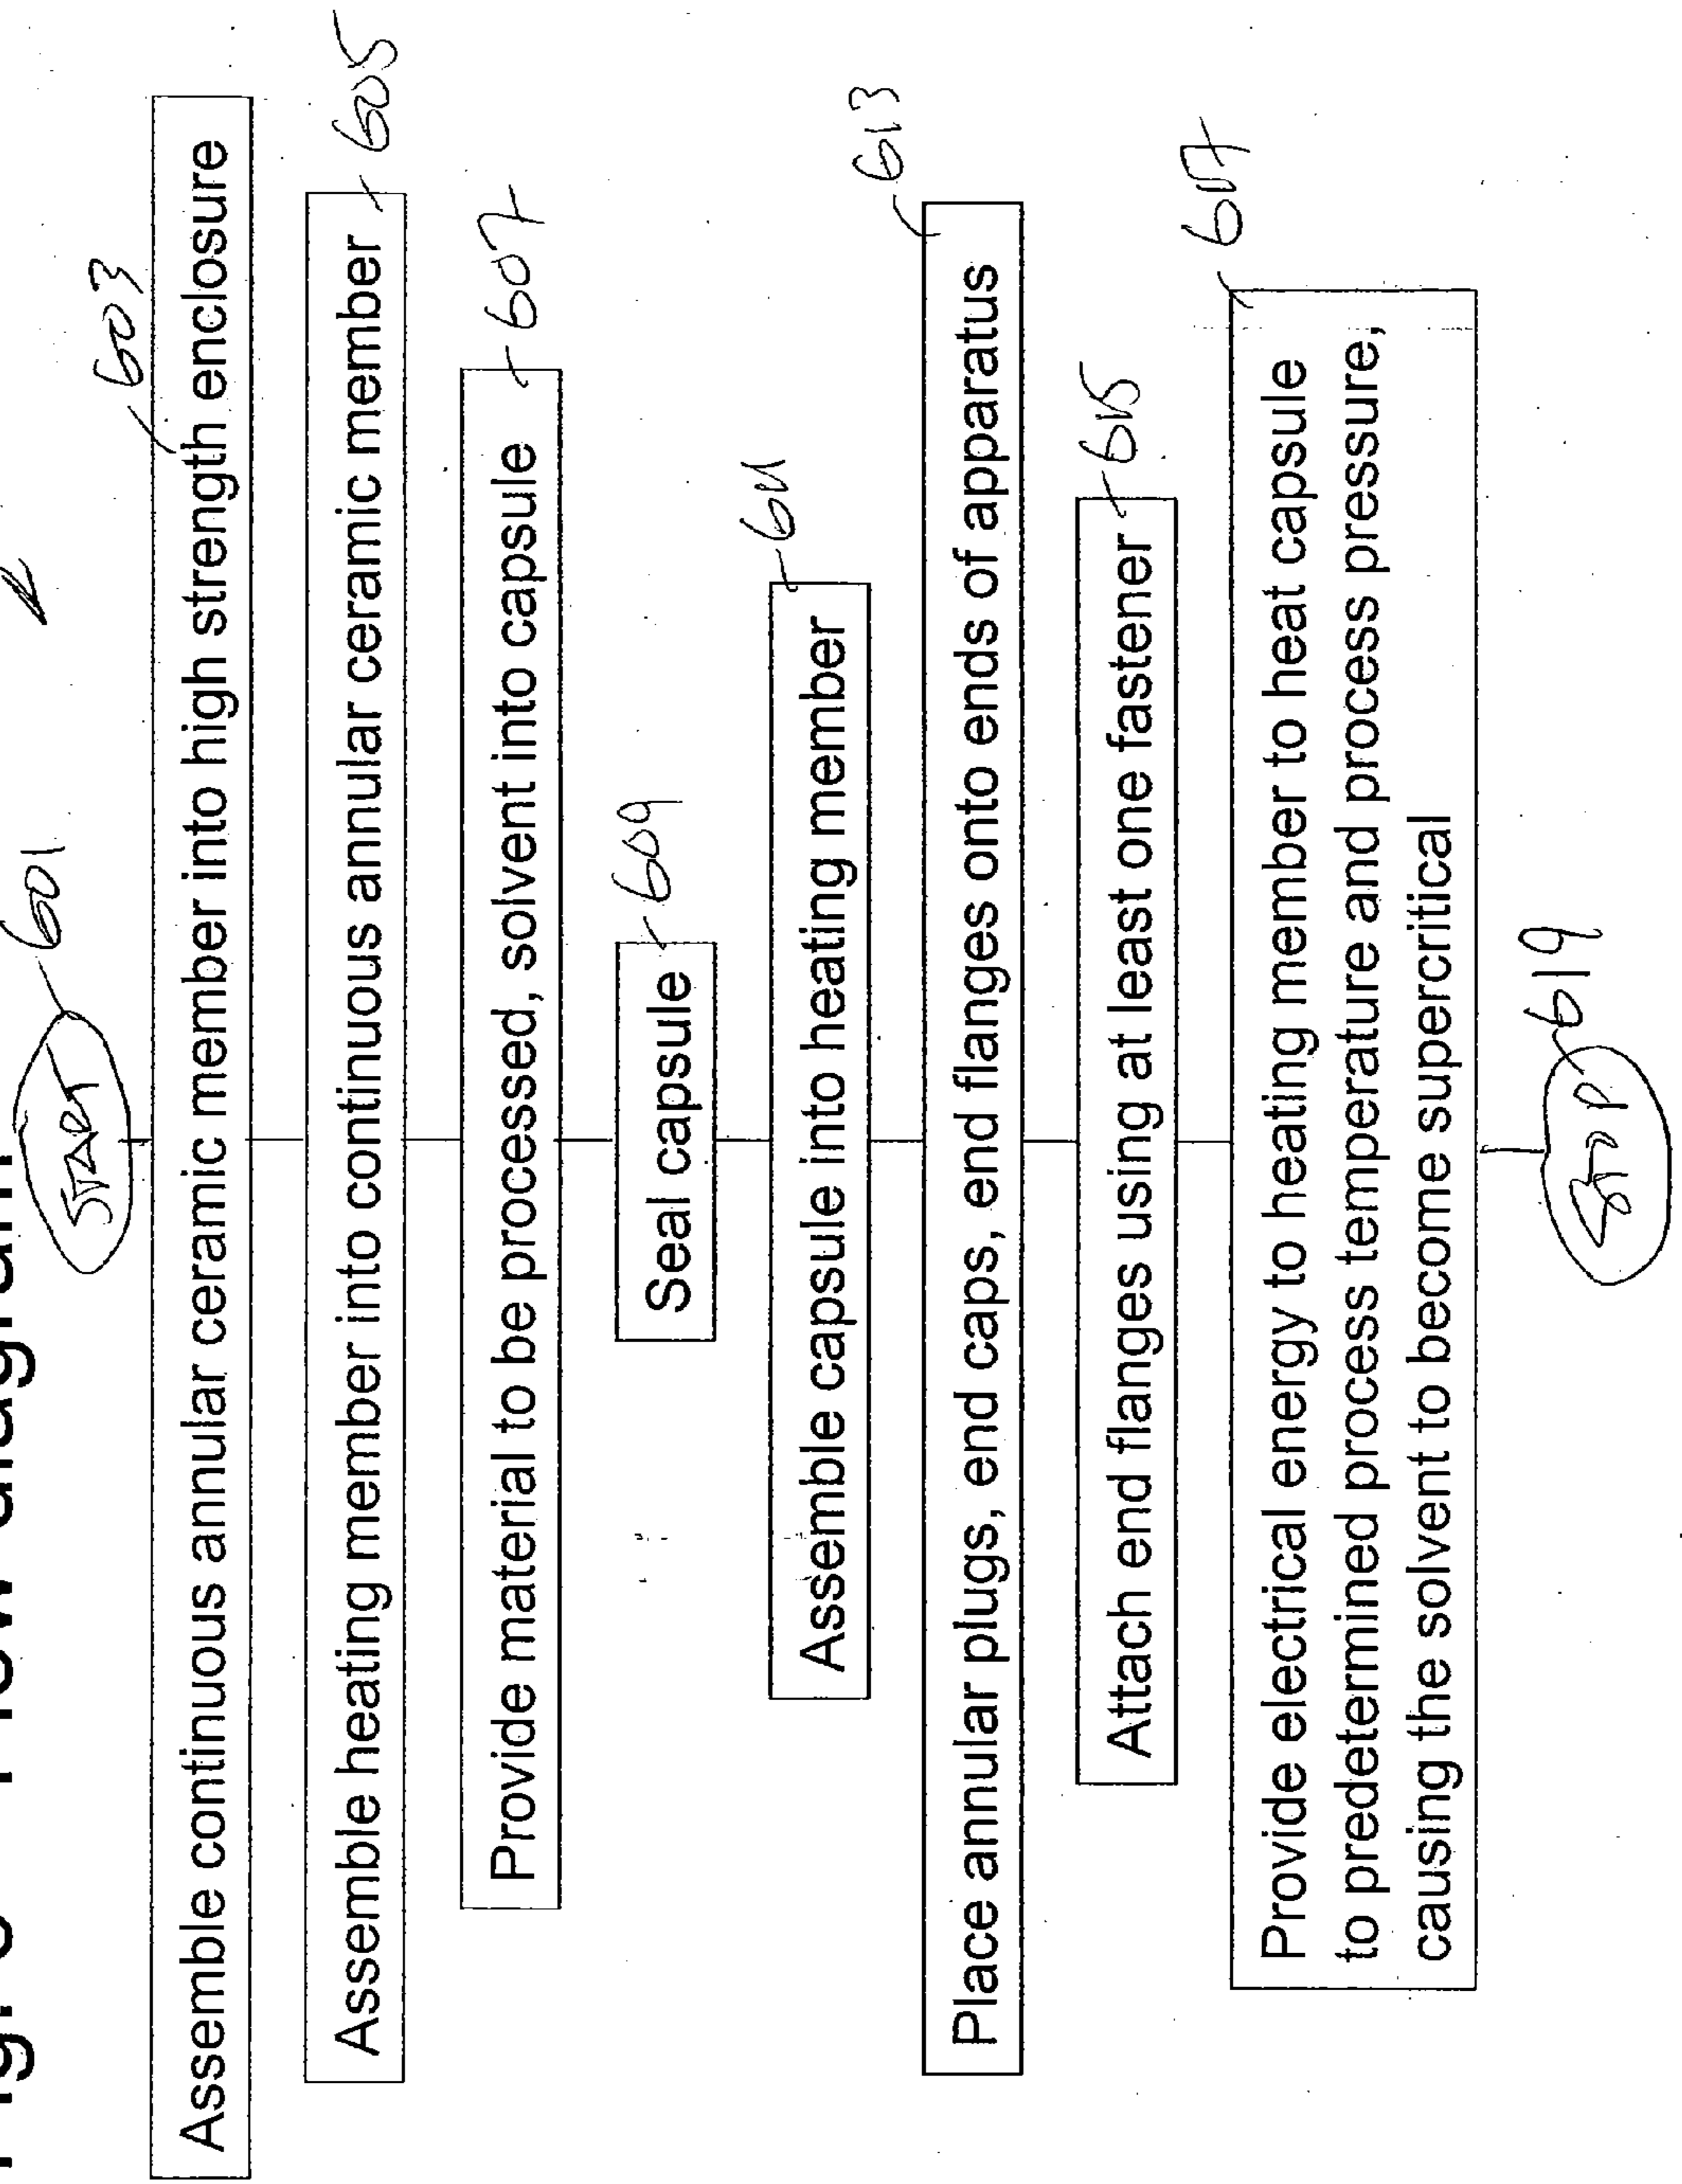 START 601
603
Assemble continuous annular ceramic member into high strength enclosure
605
Assemble heating member into continuous annular ceramic member
607
Provide material to be processed, solvent into capsule
609
Seal capsule
611
Assemble capsule into heating member
613
Place annular plugs, end caps, end flanges onto ends of apparatus
615
Attach end flanges using at least one fastener
617
Provide electrical energy to heating member to heat capsule
to predetermined process temperature and process pressure,
causing the solvent to become supercritical
STOP 619